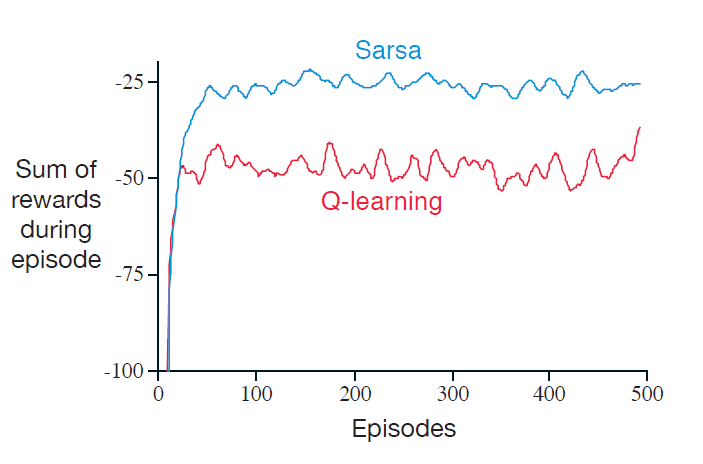 Sarsa
-25
Sum of
rewards
during
episode
-50
Q-learning
-75
-100
0 100 200 300 400 500
Episodes